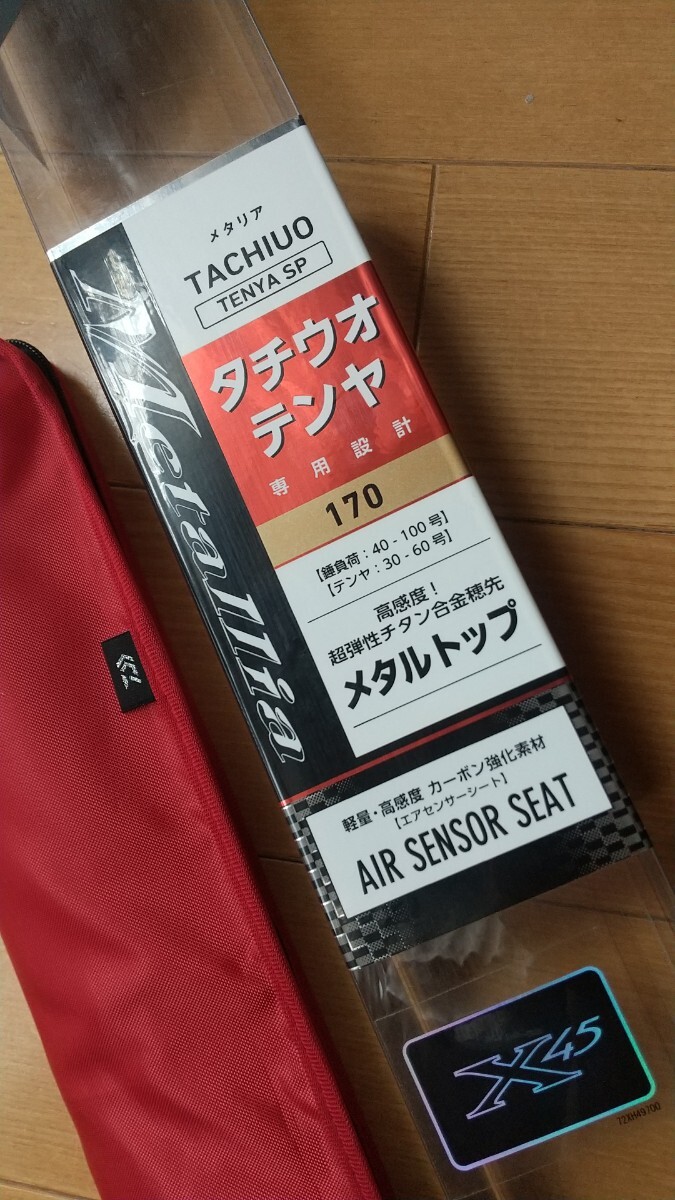 メタリア
TACHIUO
TENYA SP
タチウオ
テンヤ
専用設計
170
【錘負荷：40-100号】
【テンヤ：30-60号】
高感度！
超弾性チタン合金穂先
メタルトップ
Metallia
軽量・高感度 カーボン強化素材
【エアセンサーシート】
AIR SENSOR SEAT
X45
72XH49700